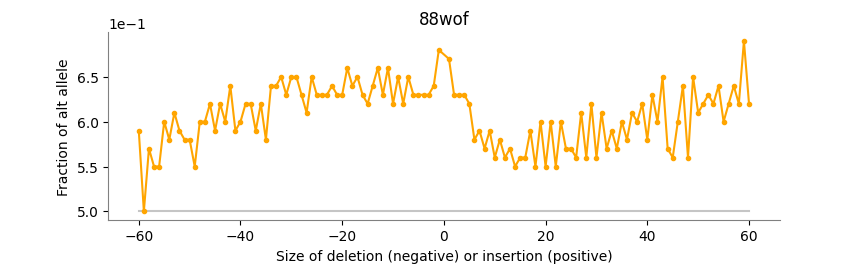 88wof
1e−1
6.5
6.0
5.5
5.0
Fraction of alt allele
−60 −40 −20 0 20 40 60
Size of deletion (negative) or insertion (positive)